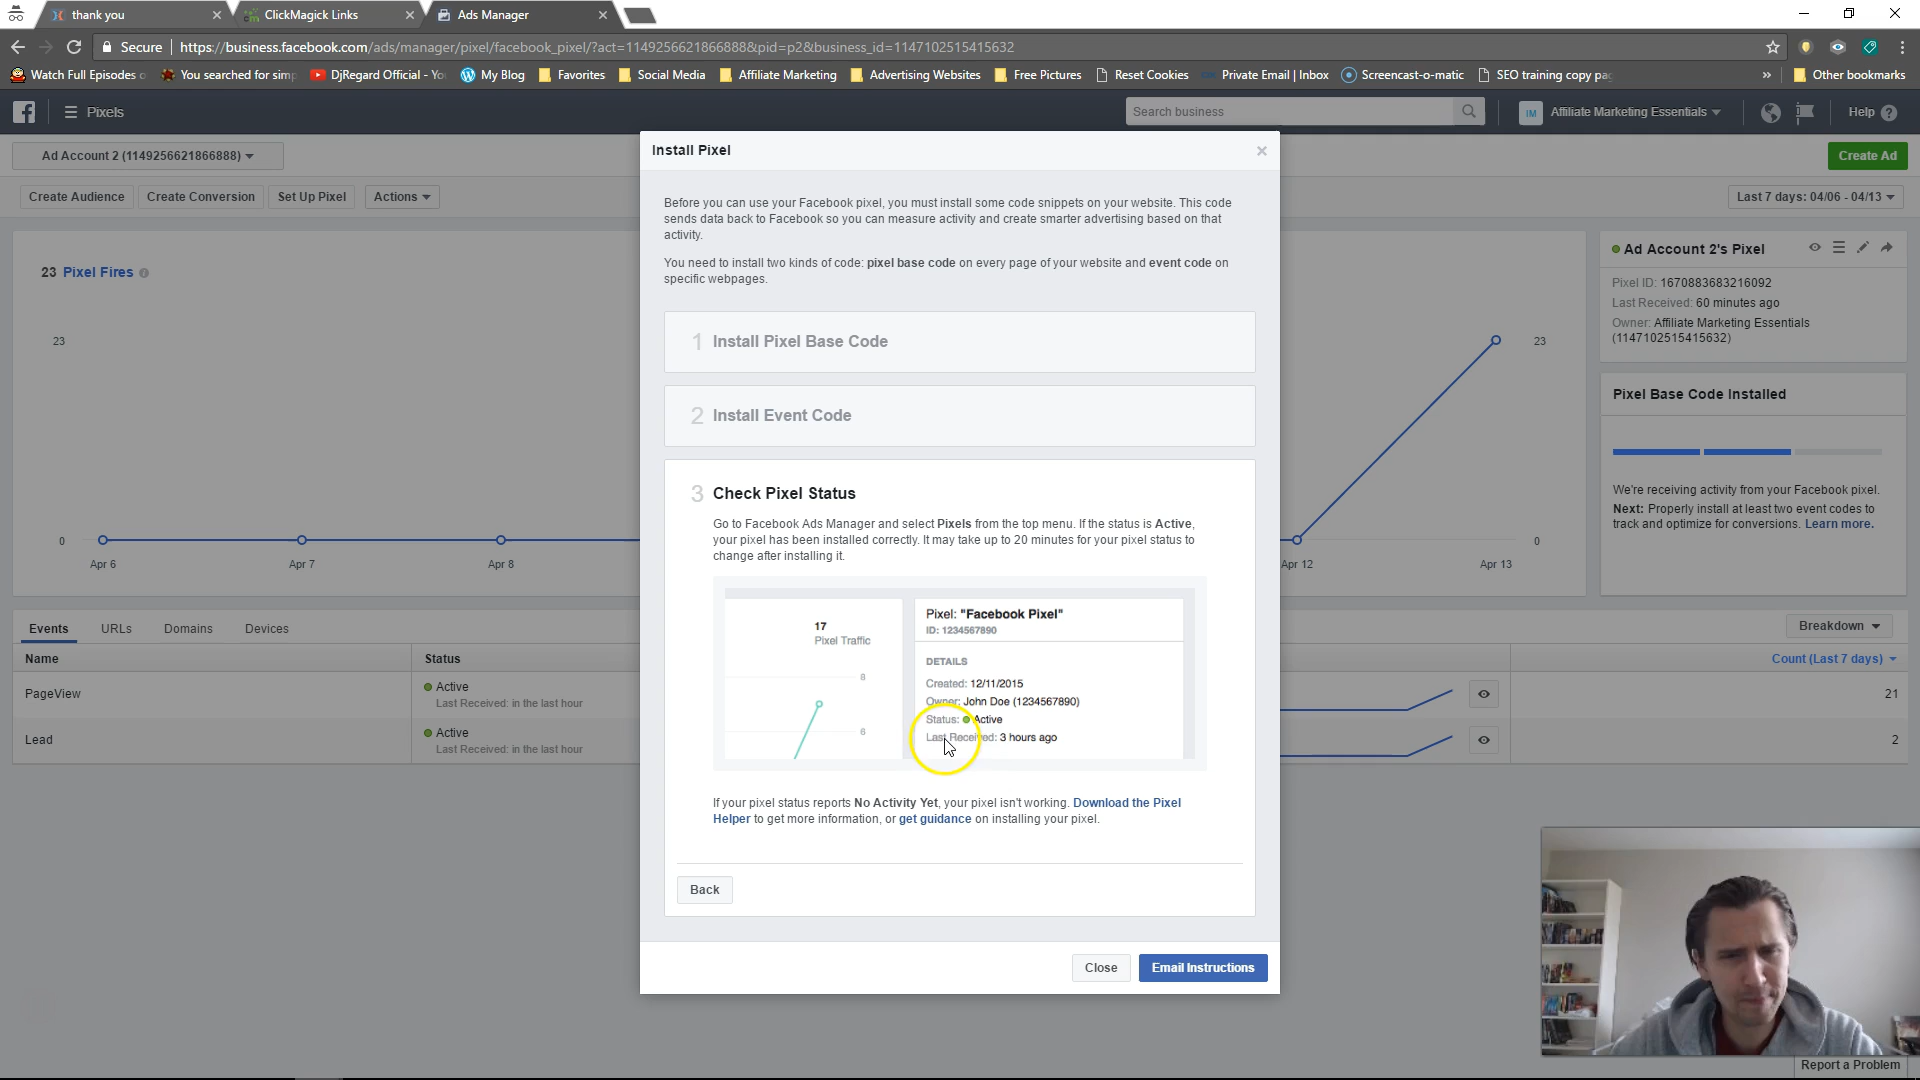 thank you
ClickMagick Links
Ads Manager
Secure
https://business.facebook.com/ads/manager/pixel/facebook_pixel/?act=1149256621866888&pid=p2&business_id=1147102515415632
Watch Full Episodes
You searched for sim
DjRegard Official - Yo
My Blog
Favorites
Social Media
Affiliate Marketing
Advertising Websites
Free Pictures
Reset Cookies
Private Email | Inbox
Screencast-o-matic
SEO training copy pag
»
Other bookmarks
Pixels
Search business
IM
Affiliate Marketing Essentials
Help ?
Ad Account 2 (1149256621866888)
Create Ad
Create Audience
Create Conversion
Set Up Pixel
Actions
Last 7 days: 04/06 - 04/13
23 Pixel Fires
23
0
Apr 6
Apr 7
Apr 8
Apr 12
Apr 13
23
0
Ad Account 2's Pixel
Pixel ID: 1670883683216092
Last Received: 60 minutes ago
Owner: Affiliate Marketing Essentials
(1147102515415632)
Pixel Base Code Installed
We're receiving activity from your Facebook pixel.
Next: Properly install at least two event codes to
track and optimize for conversions. Learn more.
Events
URLs
Domains
Devices
Breakdown
Name
Status
Count (Last 7 days)
PageView
Active
Last Received: in the last hour
21
Lead
Active
Last Received: in the last hour
2
Install Pixel
Before you can use your Facebook pixel, you must install some code snippets on your website. This code
sends data back to Facebook so you can measure activity and create smarter advertising based on that
activity.
You need to install two kinds of code: pixel base code on every page of your website and event code on
specific webpages.
1 Install Pixel Base Code
2 Install Event Code
3 Check Pixel Status
Go to Facebook Ads Manager and select Pixels from the top menu. If the status is Active,
your pixel has been installed correctly. It may take up to 20 minutes for your pixel status to
change after installing it.
17
Pixel Traffic
8
6
Pixel: "Facebook Pixel"
ID: 1234567890
DETAILS
Created: 12/11/2015
Owner: John Doe (1234567890)
Status: Active
Last Received: 3 hours ago
If your pixel status reports No Activity Yet, your pixel isn't working. Download the Pixel
Helper to get more information, or get guidance on installing your pixel.
Back
Close
Email Instructions
Report a Problem